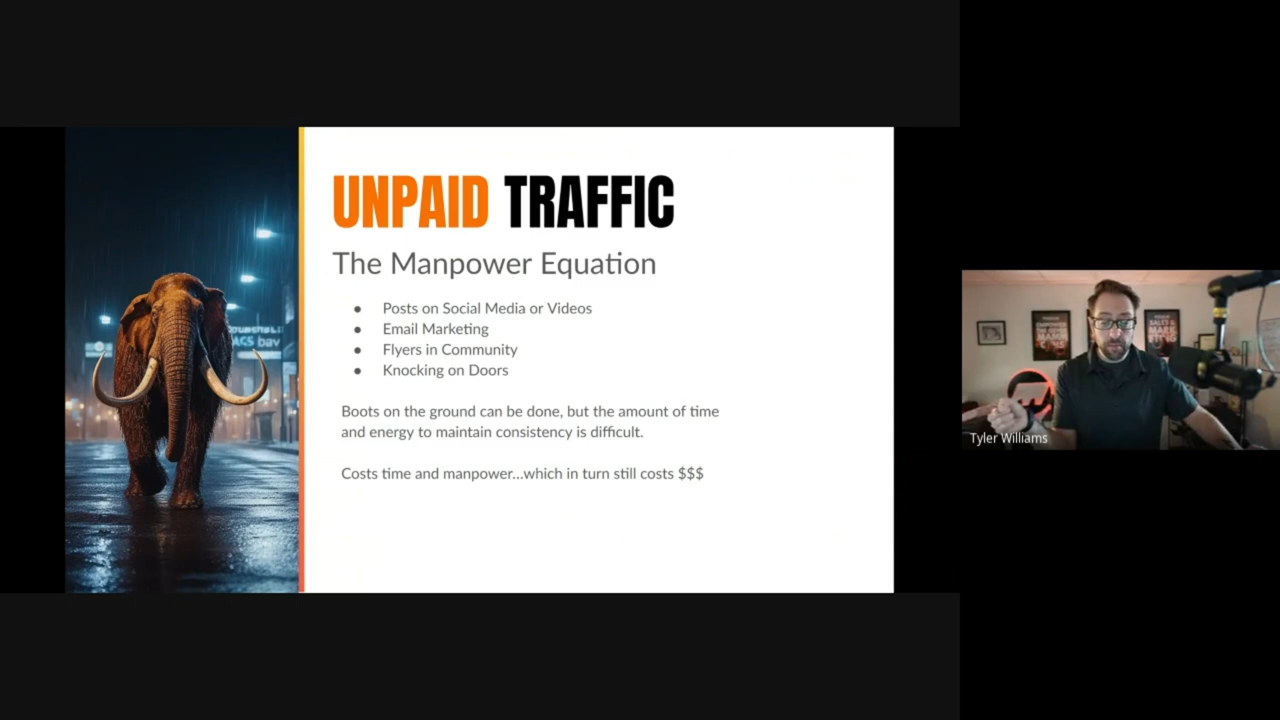 UNPAID TRAFFIC
The Manpower Equation
● Posts on Social Media or Videos
● Email Marketing
● Flyers in Community
● Knocking on Doors
Boots on the ground can be done, but the amount of time
and energy to maintain consistency is difficult.
Costs time and manpower...which in turn still costs $$$
Tyler Williams